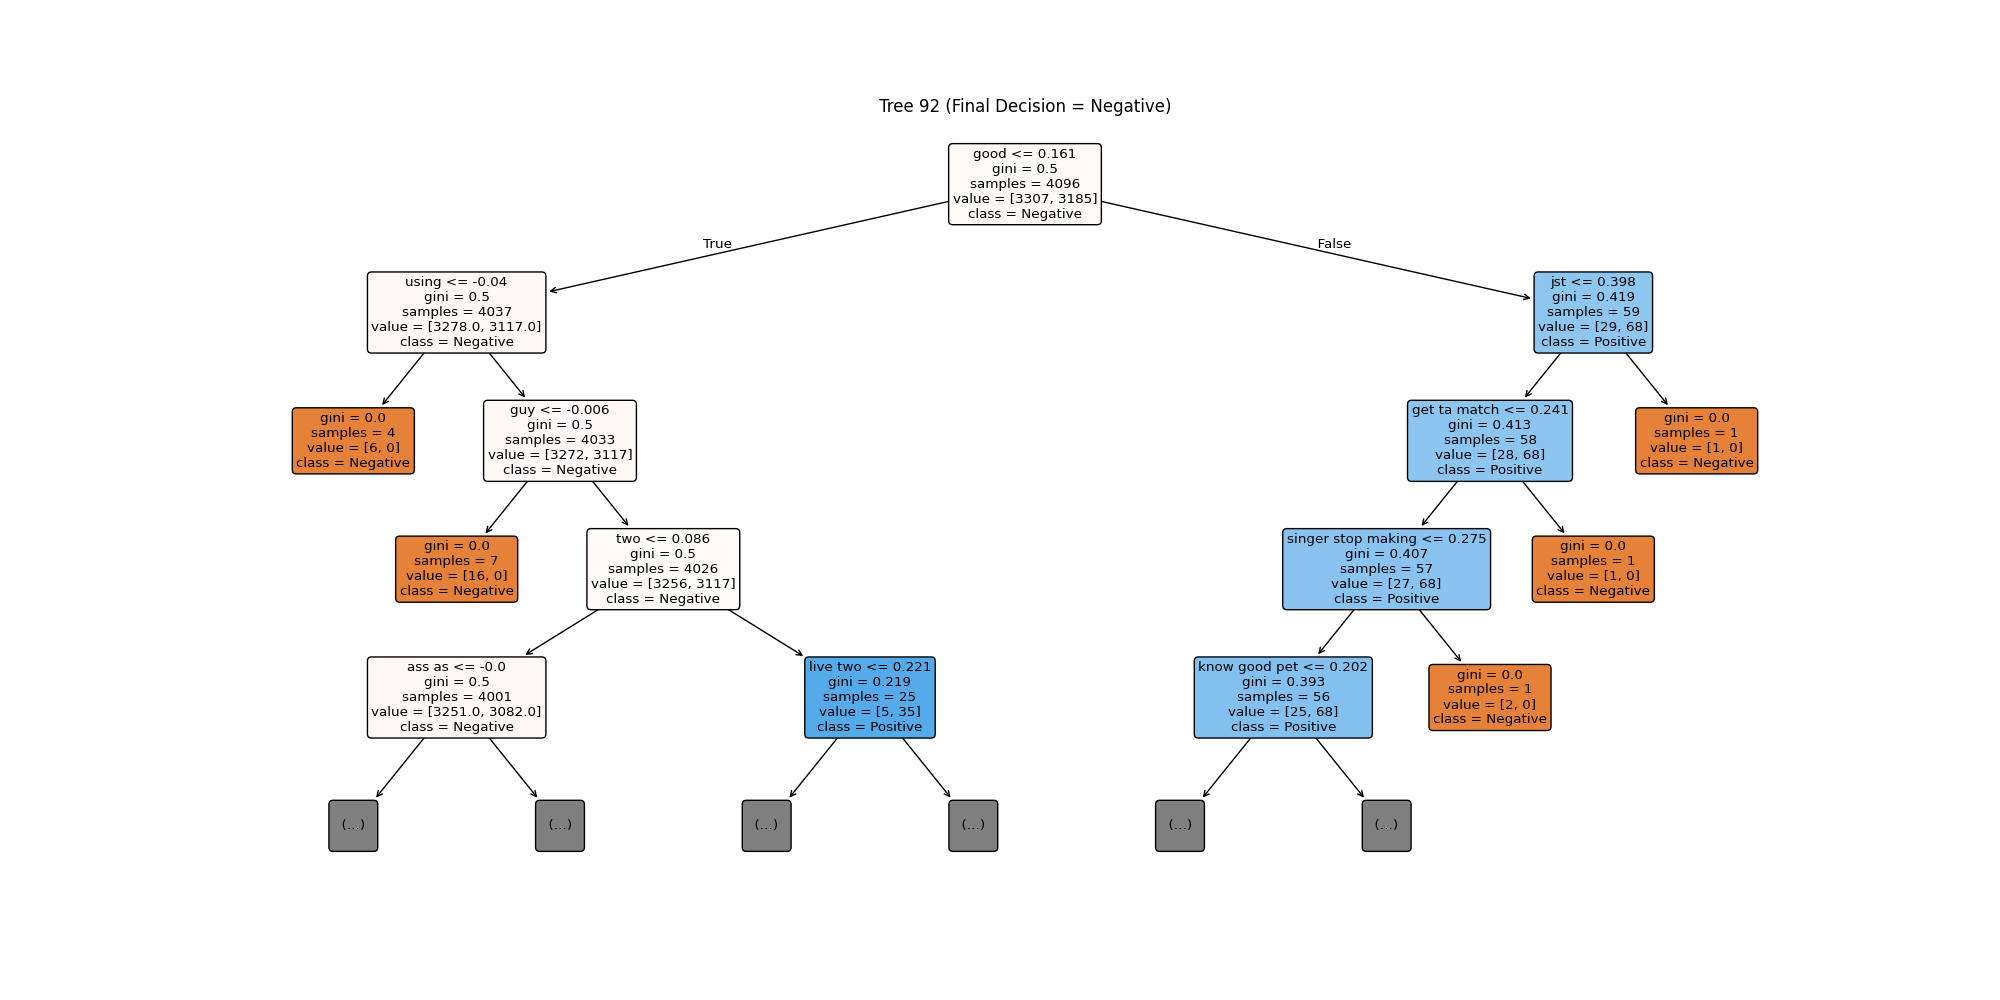 Tree 92 (Final Decision = Negative)
good <= 0.161
gini = 0.5
samples = 4096
value = [3307, 3185]
class = Negative
True
False
using <= -0.04
gini = 0.5
samples = 4037
value = [3278.0, 3117.0]
class = Negative
jst <= 0.398
gini = 0.419
samples = 59
value = [29, 68]
class = Positive
gini = 0.0
samples = 4
value = [6, 0]
class = Negative
guy <= -0.006
gini = 0.5
samples = 4033
value = [3272, 3117]
class = Negative
get ta match <= 0.241
gini = 0.413
samples = 58
value = [28, 68]
class = Positive
gini = 0.0
samples = 1
value = [1, 0]
class = Negative
gini = 0.0
samples = 7
value = [16, 0]
class = Negative
two <= 0.086
gini = 0.5
samples = 4026
value = [3256, 3117]
class = Negative
singer stop making <= 0.275
gini = 0.407
samples = 57
value = [27, 68]
class = Positive
gini = 0.0
samples = 1
value = [1, 0]
class = Negative
ass as <= -0.0
gini = 0.5
samples = 4001
value = [3251.0, 3082.0]
class = Negative
live two <= 0.221
gini = 0.219
samples = 25
value = [5, 35]
class = Positive
know good pet <= 0.202
gini = 0.393
samples = 56
value = [25, 68]
class = Positive
gini = 0.0
samples = 1
value = [2, 0]
class = Negative
(...)
(...)
(...)
(...)
(...)
(...)